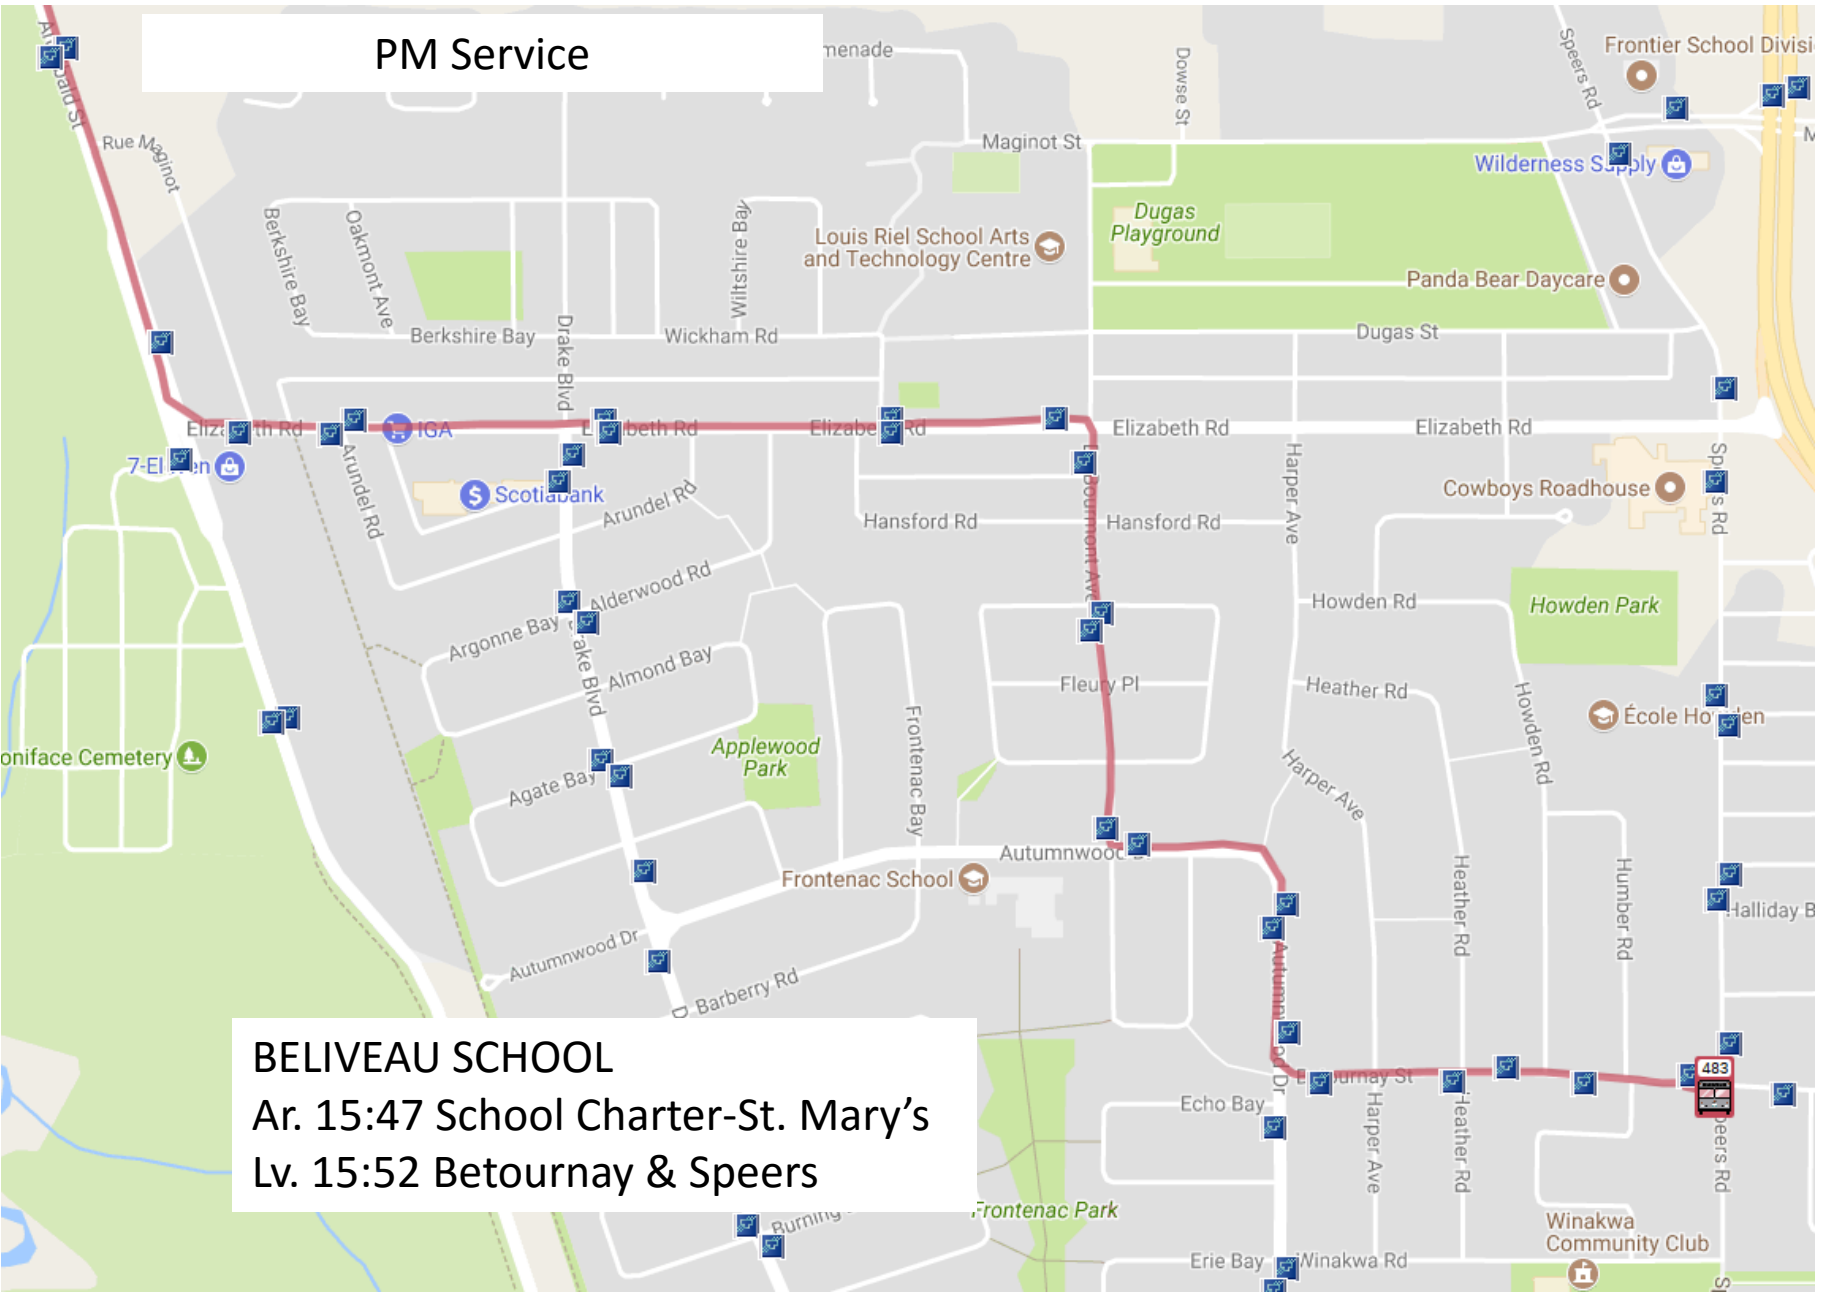 PM Service
menade
Dowse St
Speers Rd
Frontier School Divisi
Rue Maginot
Maginot St
Wilderness Supply
Berkshire Bay
Oakmont Ave
Wiltshire Bay
Louis Riel School Arts
and Technology Centre
Dugas
Playground
Panda Bear Daycare
Berkshire Bay
Drake Blvd
Wickham Rd
Dugas St
IGA
Elizabeth Rd
Elizabeth Rd
Arundel Rd
Scotiabank
Arundel Rd
Hansford Rd
Hansford Rd
Harper Ave
Cowboys Roadhouse
Alderwood Rd
Argonne Bay
Almond Bay
Howden Rd
Howden Park
Fleury Pl
Heather Rd
Howden Rd
oniface Cemetery
Applewood
Park
Frontenac Bay
Agate Bay
Harper Ave
Frontenac School
Heather Rd
Humber Rd
Halliday B
Autumnwood Dr
Barberry Rd
BELIVEAU SCHOOL
Ar. 15:47 School Charter-St. Mary's
Lv. 15:52 Betournay & Speers
483
Echo Bay
Harper Ave
Heather Rd
Frontenac Park
Burning
Winakwa
Community Club
Erie Bay
Winakwa Rd